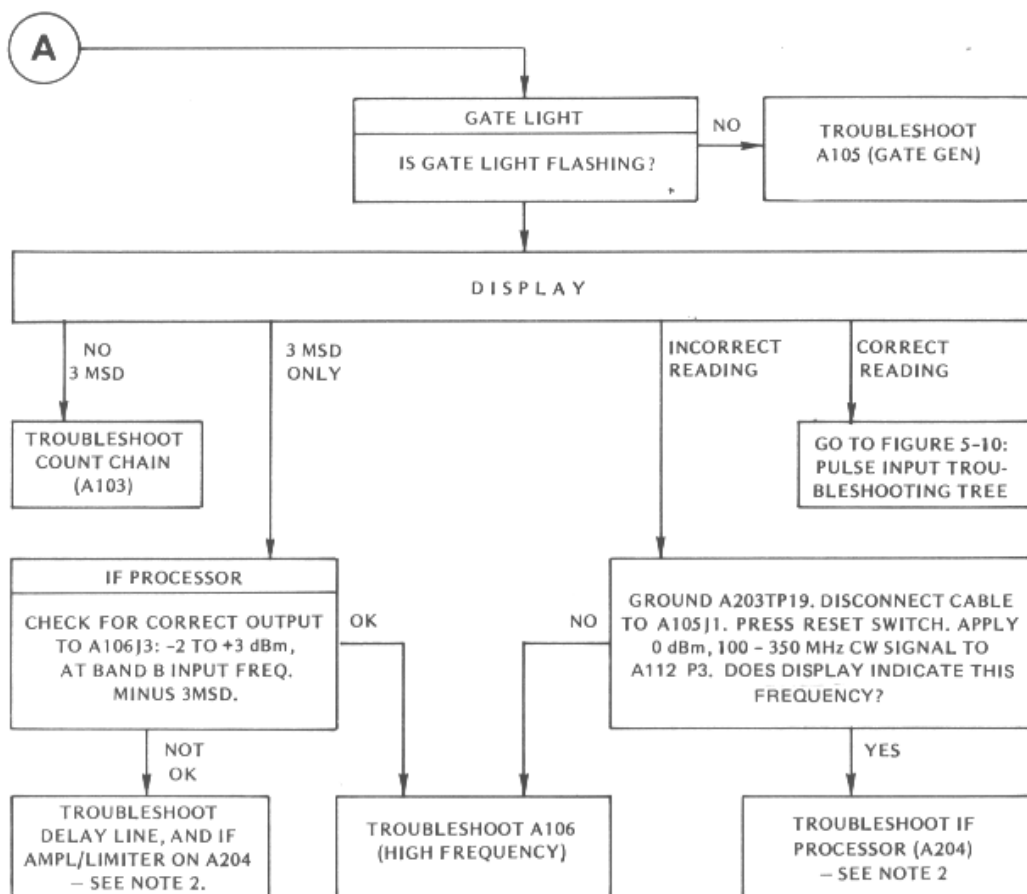 A
GATE LIGHT
IS GATE LIGHT FLASHING?
NO
TROUBLESHOOT
A105 (GATE GEN)
DISPLAY
NO
3 MSD
3 MSD
ONLY
INCORRECT
READING
CORRECT
READING
TROUBLESHOOT
COUNT CHAIN
(A103)
GO TO FIGURE 5-10:
PULSE INPUT TROU-
BLESHOOTING TREE
IF PROCESSOR
CHECK FOR CORRECT OUTPUT
TO A106J3: –2 TO +3 dBm,
AT BAND B INPUT FREQ.
MINUS 3MSD.
OK
NO
GROUND A203TP19. DISCONNECT CABLE
TO A105J1. PRESS RESET SWITCH. APPLY
0 dBm, 100 – 350 MHz CW SIGNAL TO
A112 P3. DOES DISPLAY INDICATE THIS
FREQUENCY?
NOT
OK
YES
TROUBLESHOOT
DELAY LINE, AND IF
AMPL/LIMITER ON A204
– SEE NOTE 2.
TROUBLESHOOT A106
(HIGH FREQUENCY)
TROUBLESHOOT IF
PROCESSOR (A204)
– SEE NOTE 2